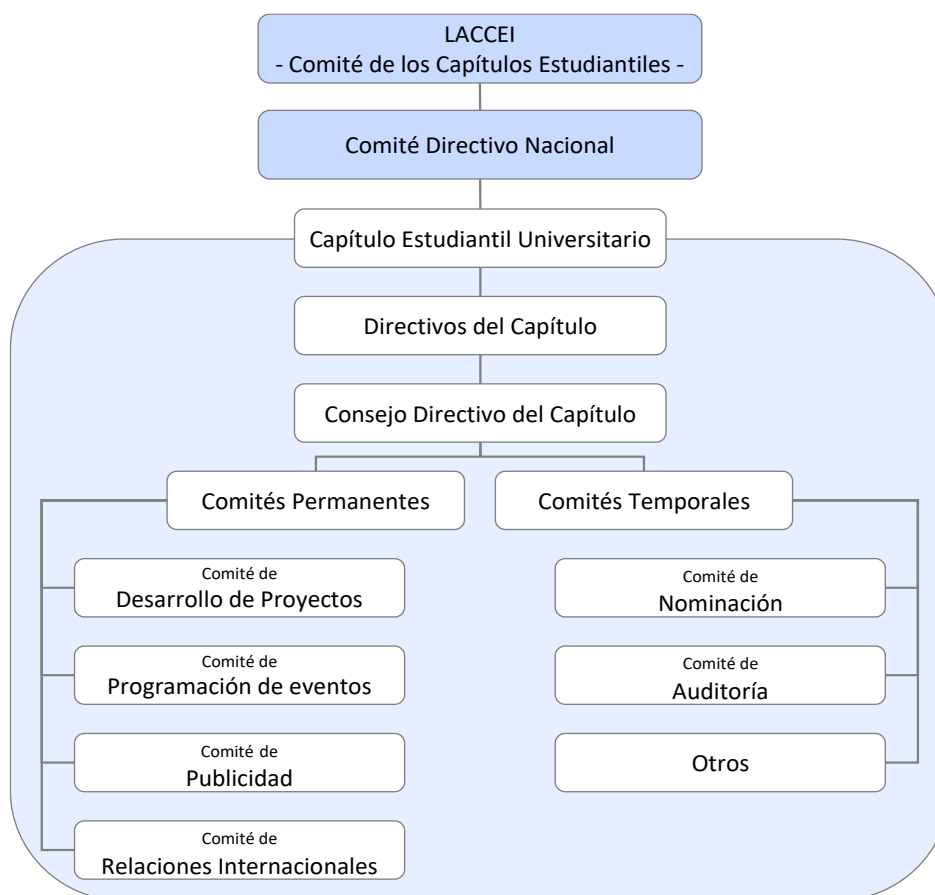 LACCEI
- Comité de los Capítulos Estudiantiles -
Comité Directivo Nacional
Capítulo Estudiantil Universitario
Directivos del Capítulo
Consejo Directivo del Capítulo
Comités Permanentes
Comités Temporales
Comité de
Desarrollo de Proyectos
Comité de
Programación de eventos
Comité de
Publicidad
Comité de
Relaciones Internacionales
Comité de
Nominación
Comité de
Auditoría
Otros